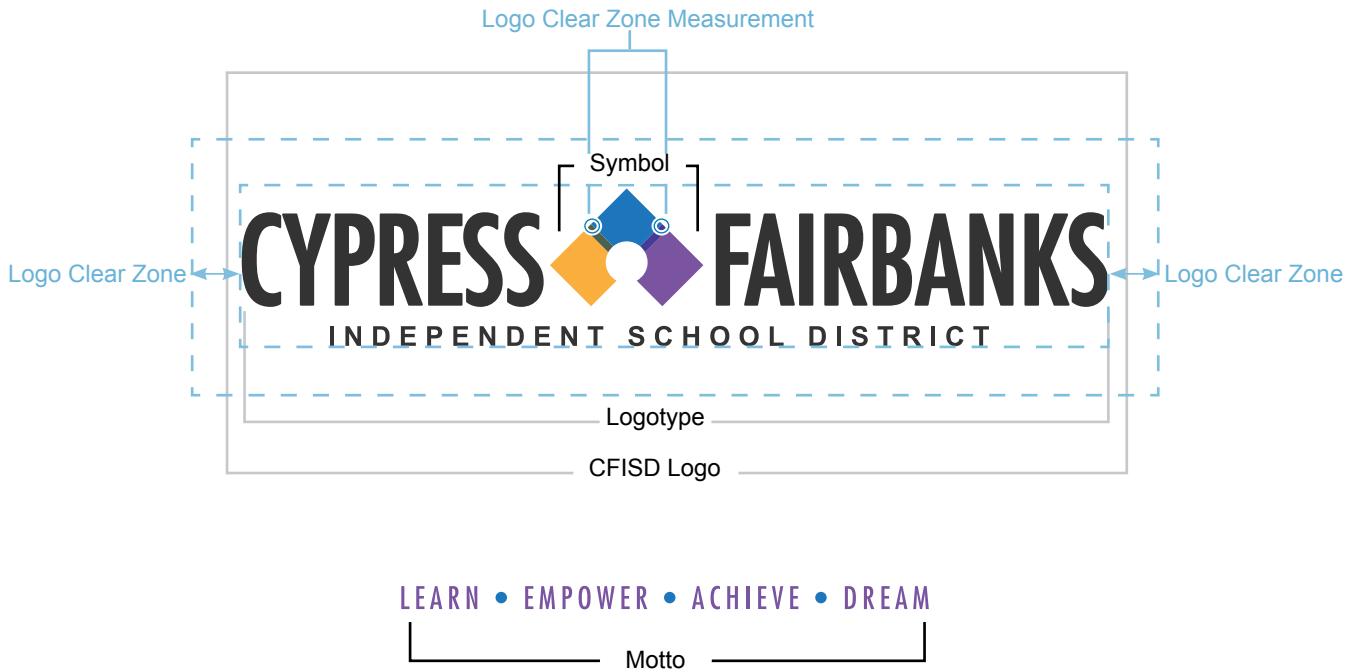 Logo Clear Zone Measurement
Symbol
CYPRESS FAIRBANKS
Logo Clear Zone
Logo Clear Zone
INDEPENDENT SCHOOL DISTRICT
Logotype
CFISD Logo
LEARN • EMPOWER • ACHIEVE • DREAM
Motto